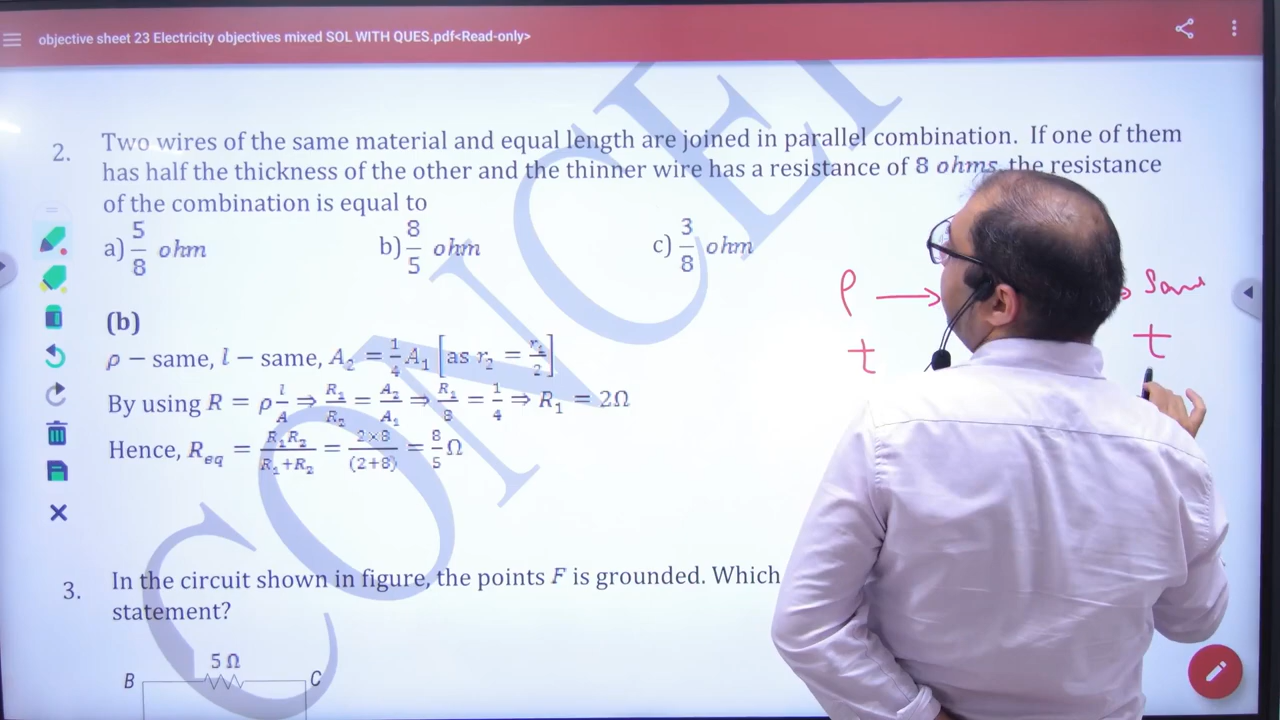 objective sheet 23 Electricity objectives mixed SOL WITH QUES.pdf<Read-only>
2. Two wires of the same material and equal length are joined in parallel combination. If one of them
has half the thickness of the other and the thinner wire has a resistance of 8 ohms, the resistance
of the combination is equal to
a) 5/8 ohm b) 8/5 ohm c) 3/8 ohm
(b)
ρ − same, l − same, A₂ = 1/4 A₁ [as r₂ = r₁/2]
By using R = ρ l/A ⇒ R₁/R₂ = A₂/A₁ ⇒ R₁/8 = 1/4 ⇒ R₁ = 2Ω
Hence, R_eq = R₁R₂/R₁+R₂ = 2×8/(2+8) = 8/5 Ω
ρ → → Same
t t
3. In the circuit shown in figure, the points F is grounded. Which
statement?
5 Ω
B C
CONCE